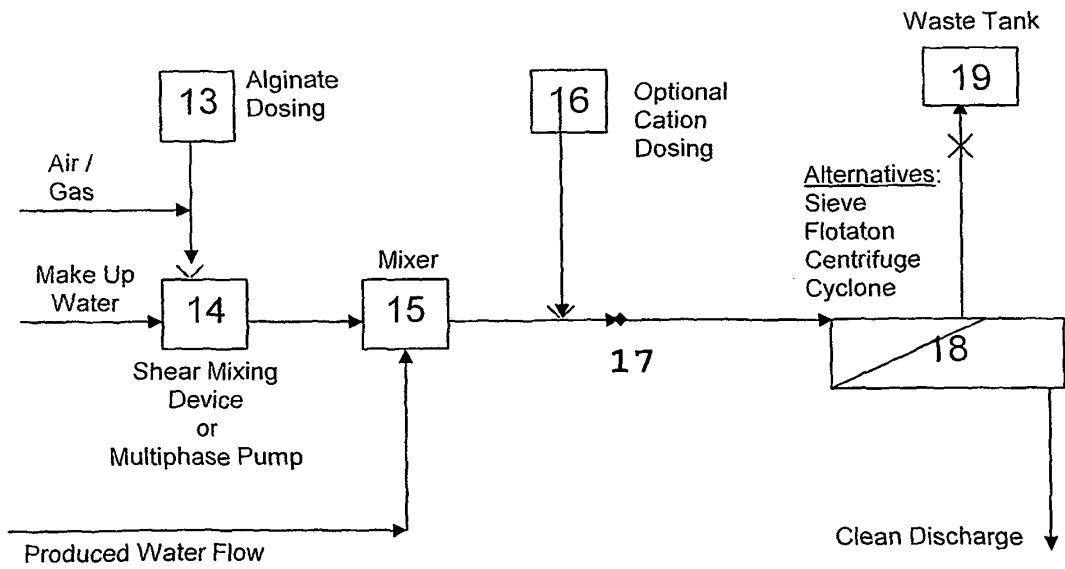 Waste Tank
19
13
Alginate
Dosing
16
Optional
Cation
Dosing
Air /
Gas
Alternatives:
Sieve
Flotaton
Centrifuge
Cyclone
Make Up
Water
14
Mixer
15
17
18
Shear Mixing
Device
or
Multiphase Pump
Produced Water Flow
Clean Discharge